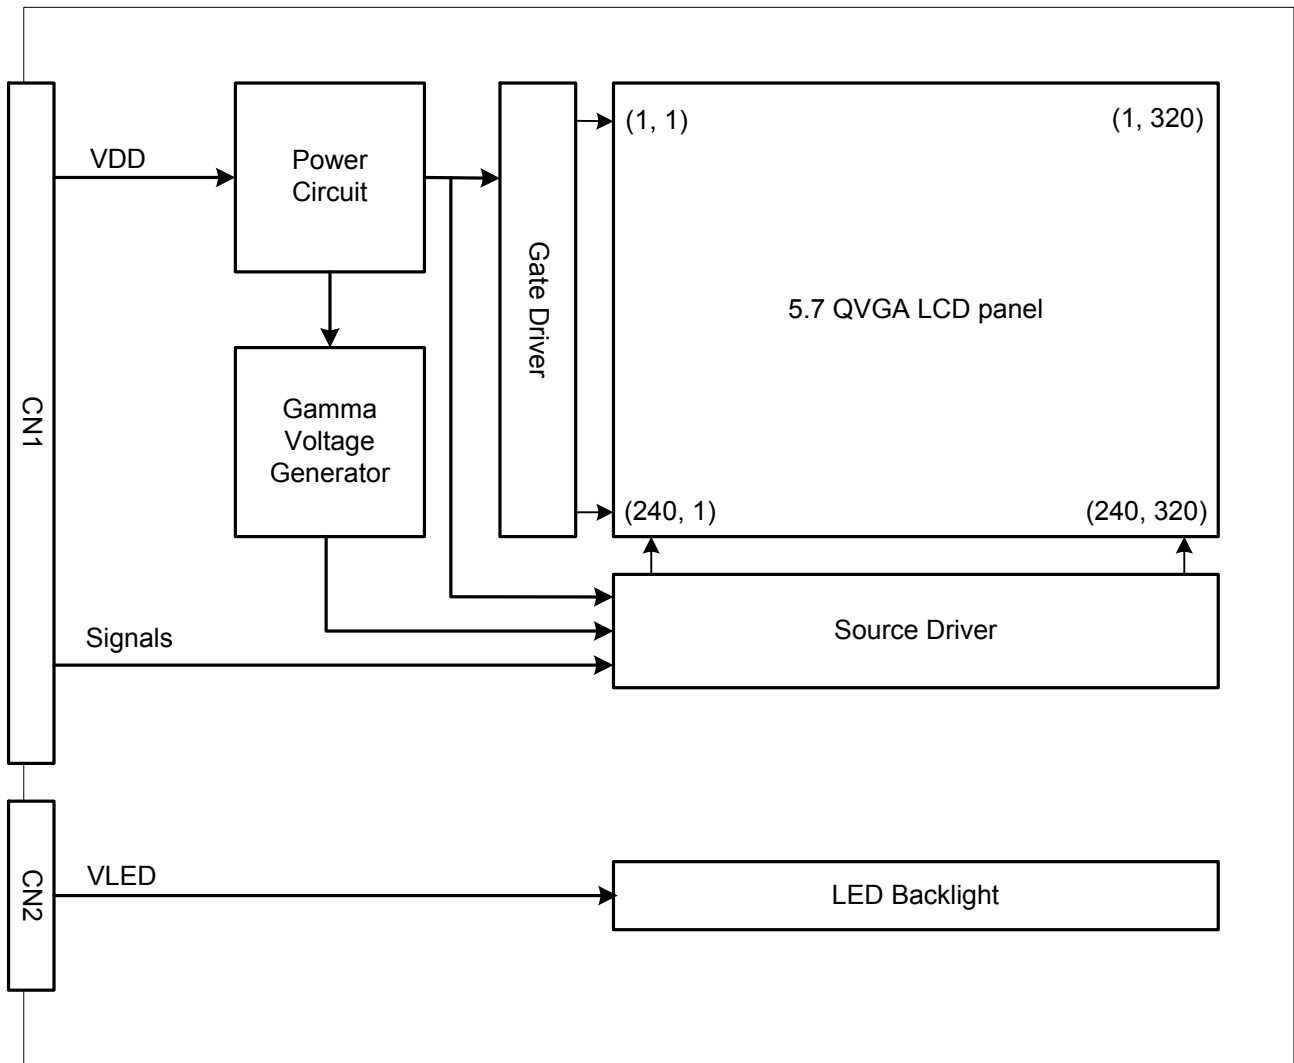 CN1
VDD
Power
Circuit
Gate Driver
(1, 1)
(1, 320)
5.7 QVGA LCD panel
Gamma
Voltage
Generator
(240, 1)
(240, 320)
Signals
Source Driver
CN2
VLED
LED Backlight